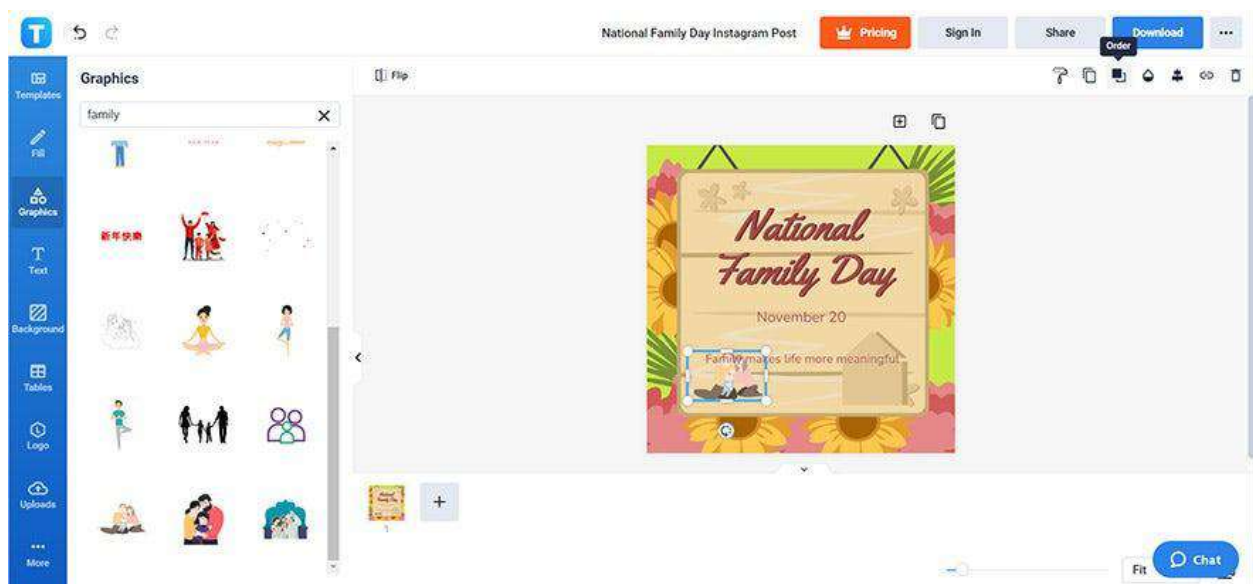 T
National Family Day Instagram Post
Pricing
Sign In
Share
Download
Order
Templates
Fill
Graphics
T
Text
Background
Tables
Logo
Uploads
More
Graphics
family
新年快樂
Flip
National
Family Day
November 20
Family makes life more meaningful
1
Fit
Chat